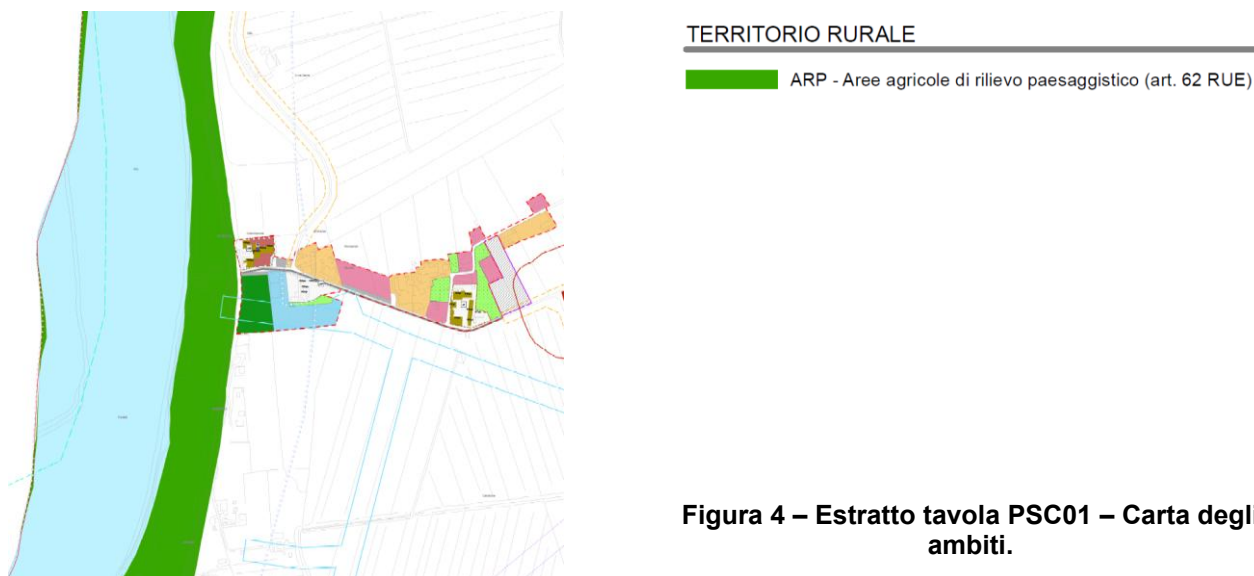 TERRITORIO RURALE
ARP - Aree agricole di rilievo paesaggistico (art. 62 RUE)
Figura 4 – Estratto tavola PSC01 – Carta degli
ambiti.